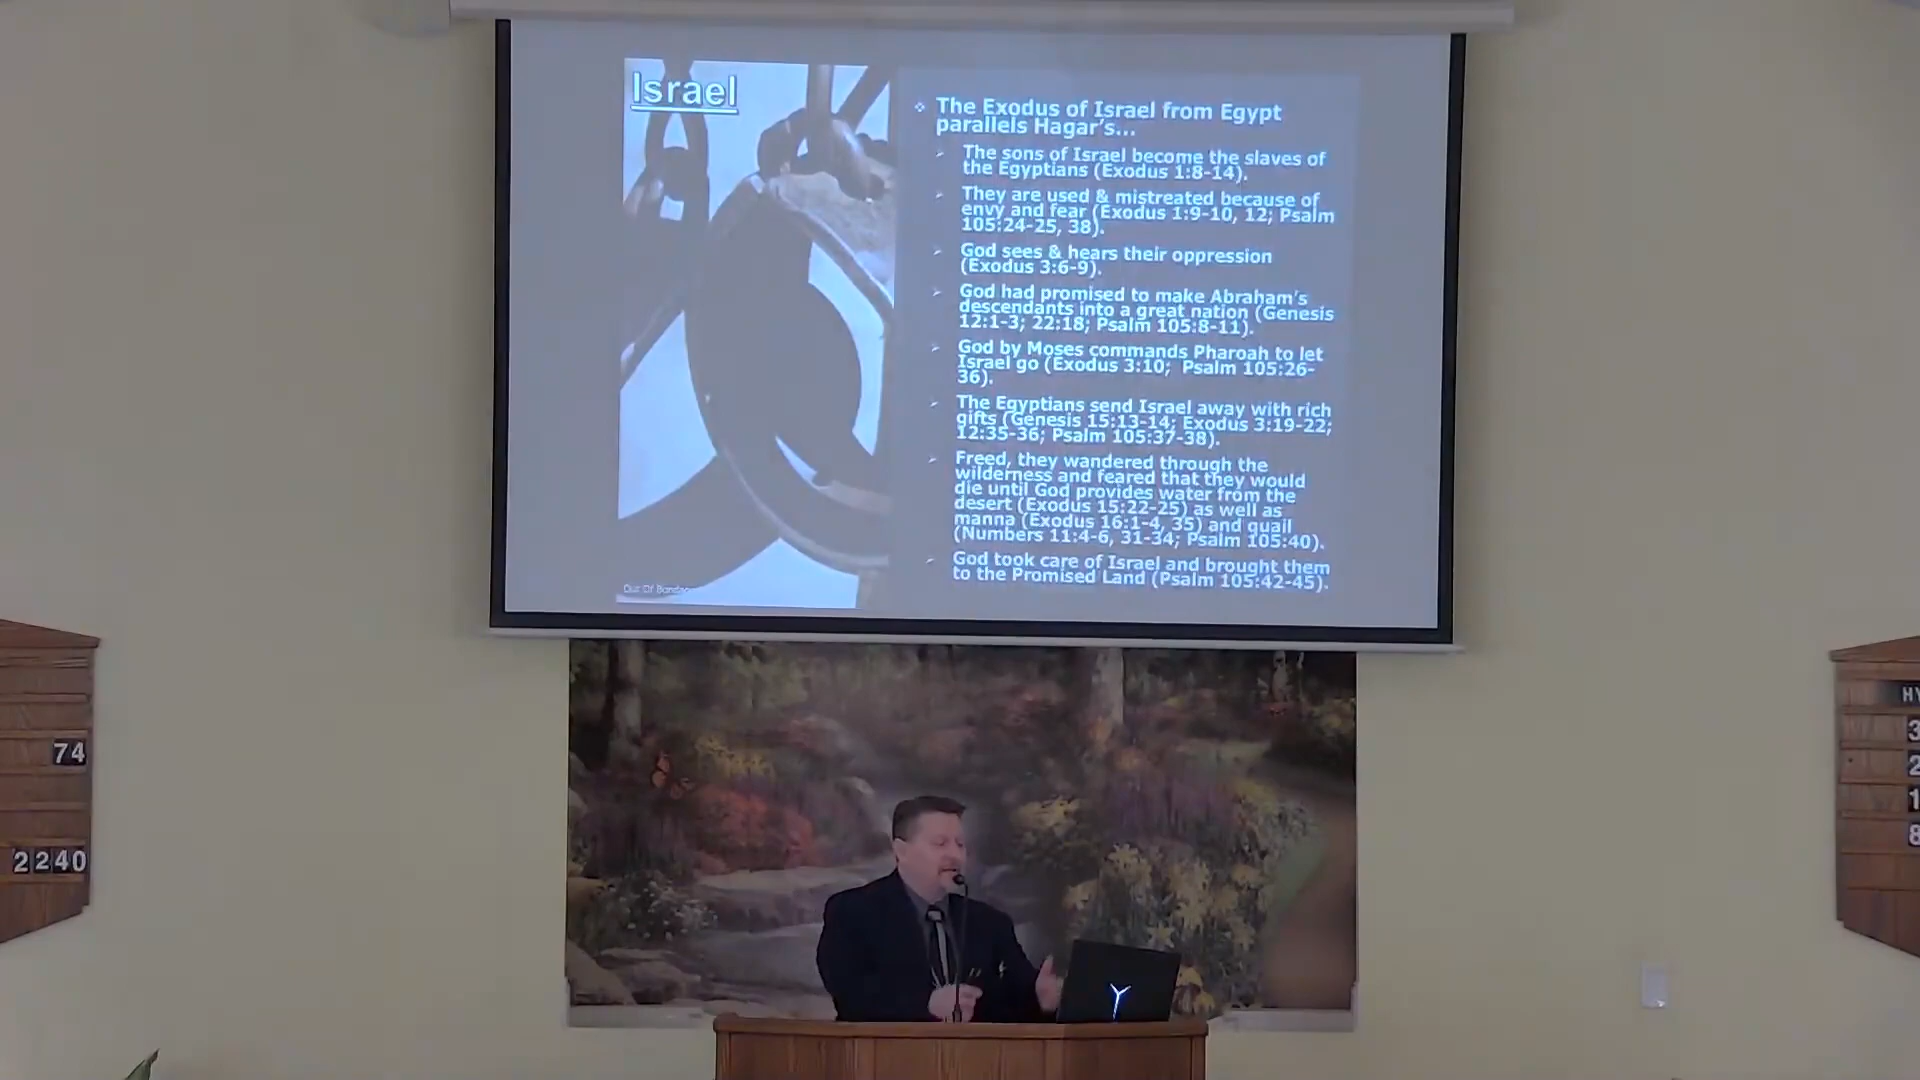 Israel
❖ The Exodus of Israel from Egypt
parallels Hagar's...
➢ The sons of Israel become the slaves of
the Egyptians (Exodus 1:8-14).
➢ They are used & mistreated because of
envy and fear (Exodus 1:9-10, 12; Psalm
105:24-25, 38).
➢ God sees & hears their oppression
(Exodus 3:6-9).
➢ God had promised to make Abraham's
descendants into a great nation (Genesis
12:1-3; 22:18; Psalm 105:8-11).
➢ God by Moses commands Pharoah to let
Israel go (Exodus 3:10; Psalm 105:26-
36).
➢ The Egyptians send Israel away with rich
gifts (Genesis 15:13-14; Exodus 3:19-22;
12:35-36; Psalm 105:37-38).
➢ Freed, they wandered through the
wilderness and feared that they would
die until God provides water from the
desert (Exodus 15:22-25) as well as
manna (Exodus 16:1-4, 35) and quail
(Numbers 11:4-6, 31-34; Psalm 105:40).
➢ God took care of Israel and brought them
to the Promised Land (Psalm 105:42-45).
Out Of
74
2240
HY
3
2
1
8